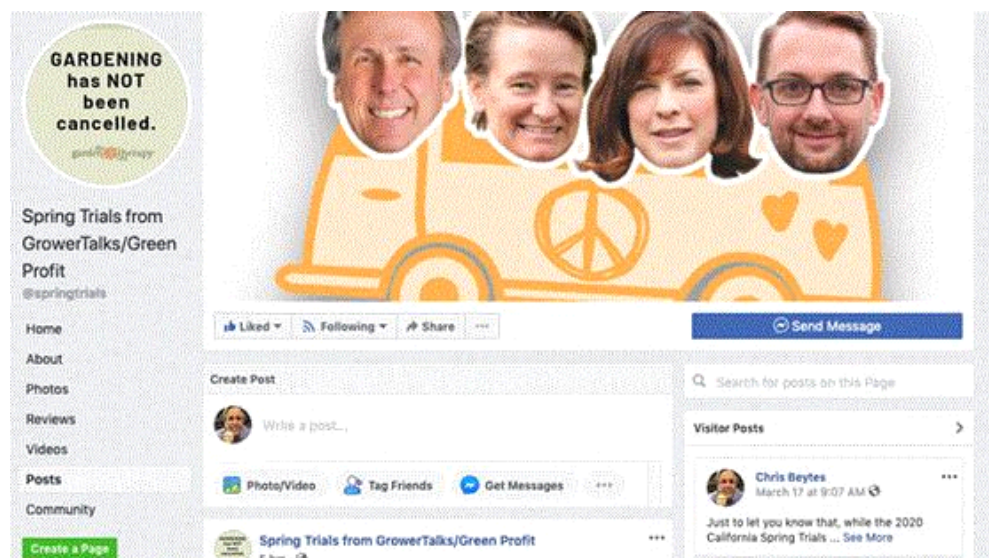 GARDENING
has NOT
been
cancelled.
garden therapy
Spring Trials from
GrowerTalks/Green
Profit
@springtrials
Home
About
Photos
Reviews
Videos
Posts
Community
Create a Page
Liked
Following
Share
Send Message
Create Post
Write a post...
Photo/Video
Tag Friends
Get Messages
Spring Trials from GrowerTalks/Green Profit
Search for posts on this Page
Visitor Posts
Chris Beytes
March 17 at 9:07 AM
Just to let you know that, while the 2020
California Spring Trials ... See More